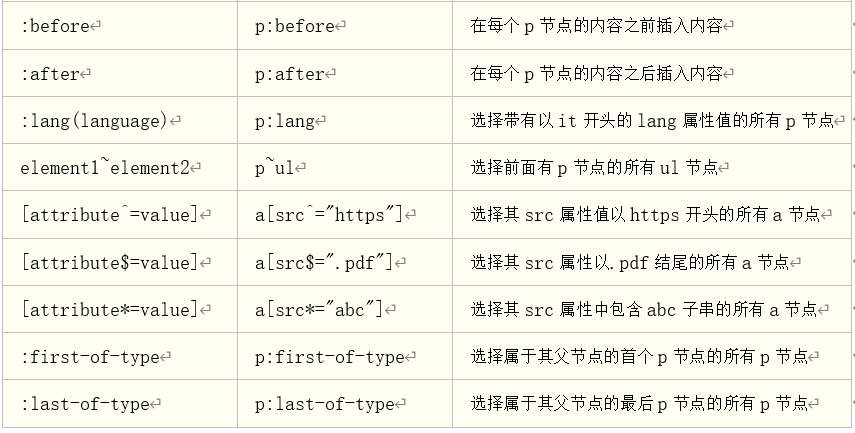 :before↵ p:before↵ 在每个 p 节点的内容之前插入内容↵
:after↵ p:after↵ 在每个 p 节点的内容之后插入内容↵
:lang(language)↵ p:lang↵ 选择带有以 it 开头的 lang 属性值的所有 p 节点↵
element1~element2↵ p~ul↵ 选择前面有 p 节点的所有 ul 节点↵
[attribute^=value]↵ a[src^="https"]↵ 选择其 src 属性值以 https 开头的所有 a 节点↵
[attribute$=value]↵ a[src$=".pdf"]↵ 选择其 src 属性以.pdf 结尾的所有 a 节点↵
[attribute*=value]↵ a[src*="abc"]↵ 选择其 src 属性中包含 abc 子串的所有 a 节点↵
:first-of-type↵ p:first-of-type↵ 选择属于其父节点的首个 p 节点的所有 p 节点↵
:last-of-type↵ p:last-of-type↵ 选择属于其父节点的最后 p 节点的所有 p 节点↵